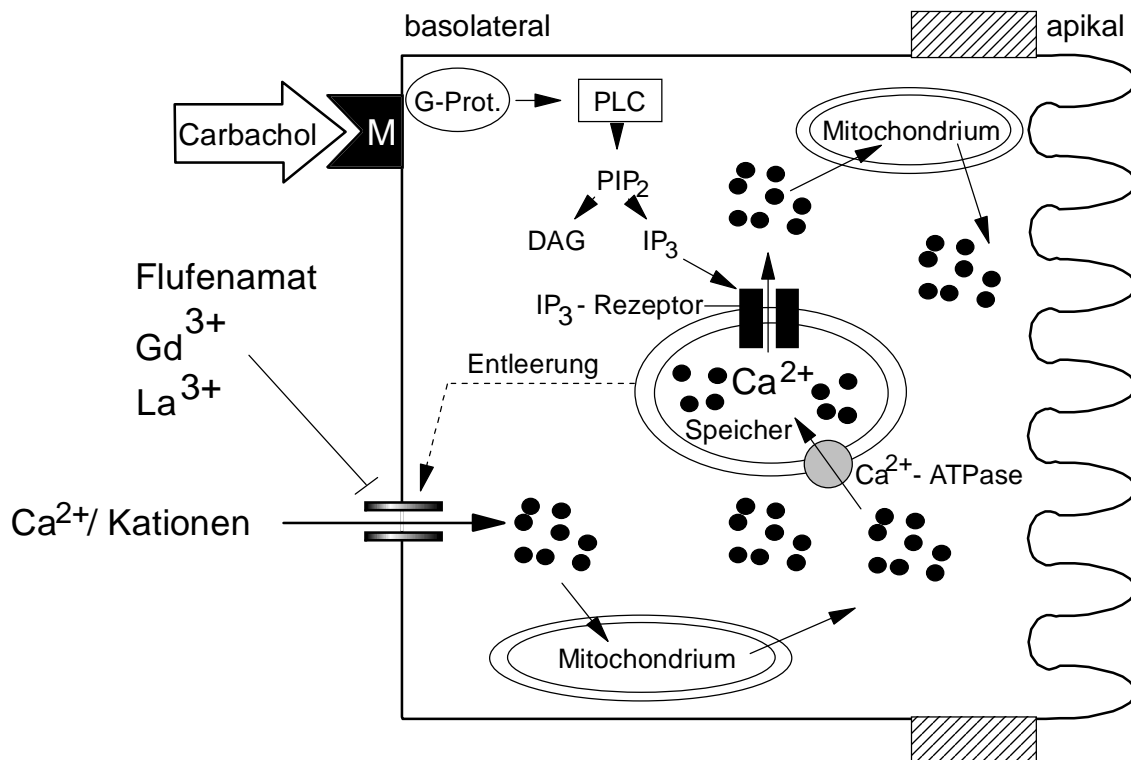 basolateral
apikal
G-Prot.
PLC
Carbachol
M
Mitochondrium
PIP2
DAG
IP3
Flufenamat
Gd3+
La3+
IP3- Rezeptor
Entleerung
Ca2+
Speicher
Ca2+- ATPase
Ca2+/ Kationen
Mitochondrium